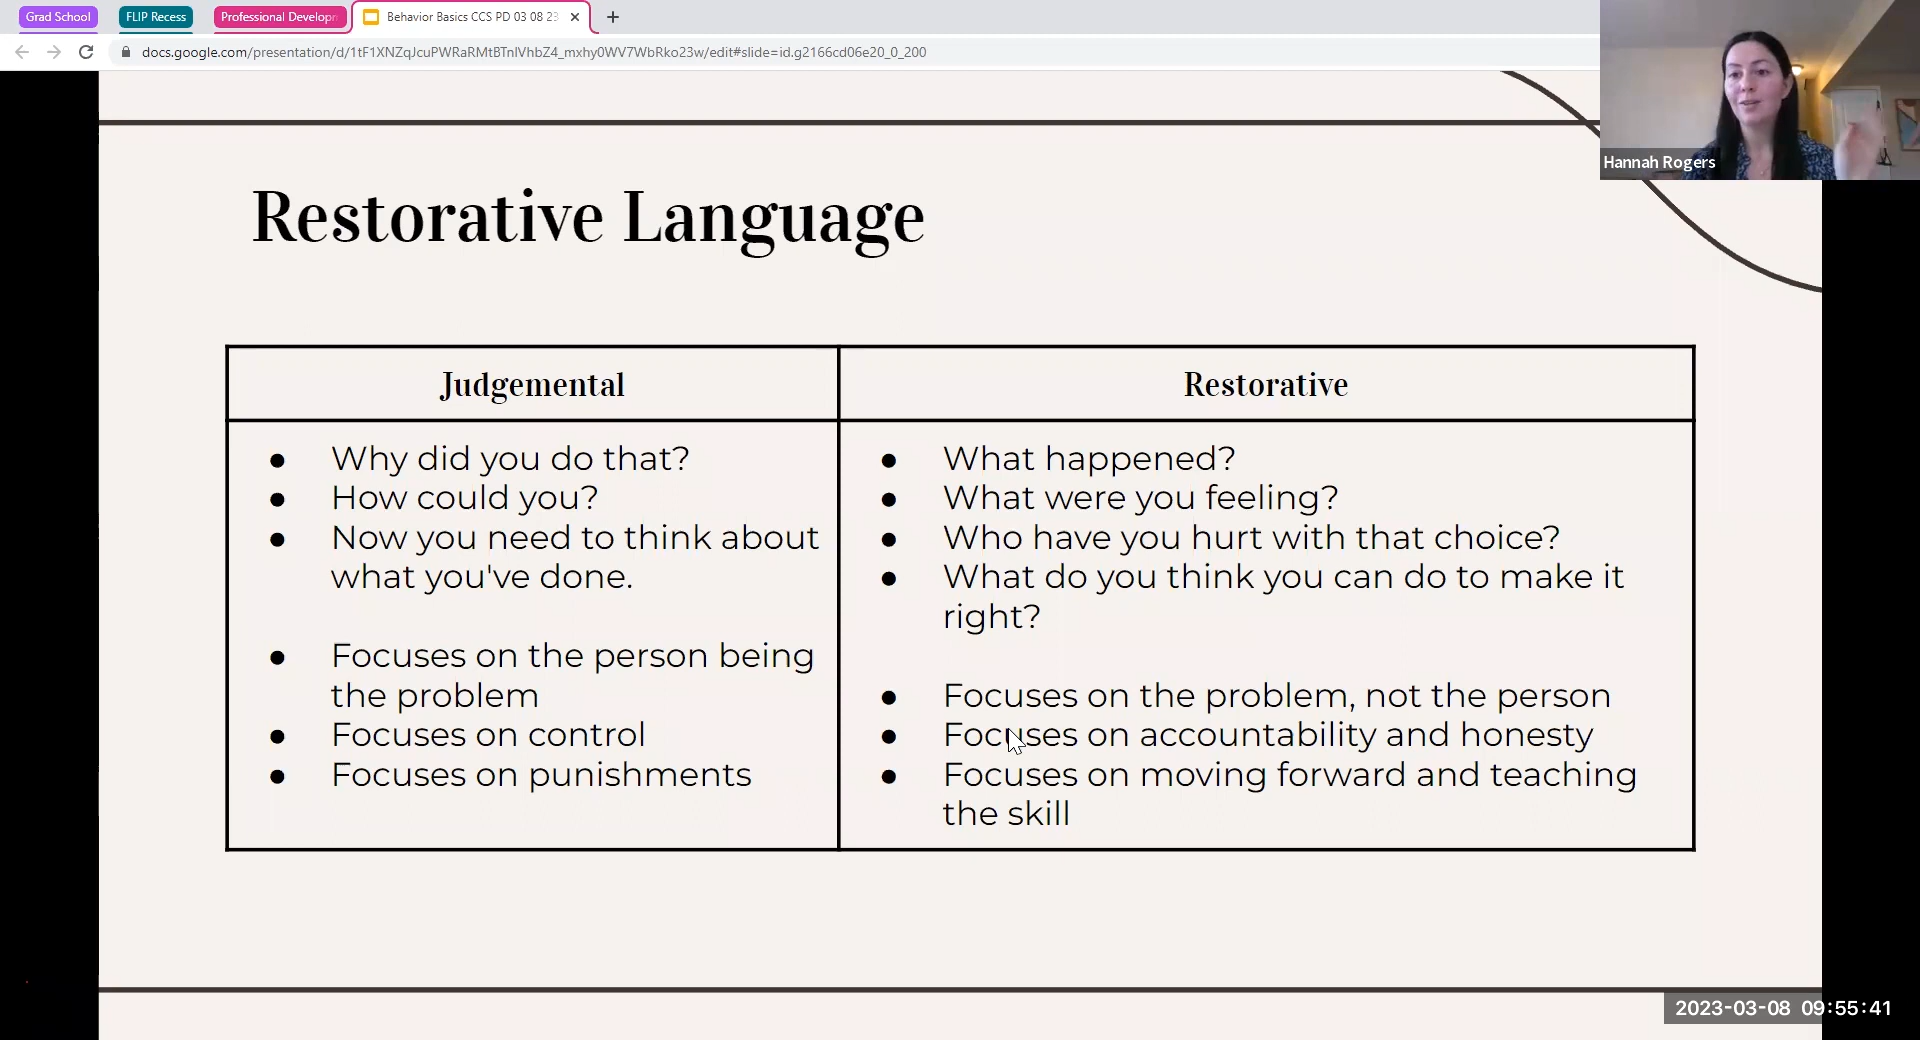 Grad School
FLIP Recess
Professional Develop
Behavior Basics CCS PD 03 08 23
docs.google.com/presentation/d/1tF1XNZqJcuPWRaRMtBTnlVhbZ4_mxhy0WV7WbRko23w/edit#slide=id.g2166cd06e20_0_200
Hannah Rogers
Restorative Language
Judgemental
● Why did you do that?
● How could you?
● Now you need to think about
what you've done.
● Focuses on the person being
the problem
● Focuses on control
● Focuses on punishments
Restorative
● What happened?
● What were you feeling?
● Who have you hurt with that choice?
● What do you think you can do to make it
right?
● Focuses on the problem, not the person
● Focuses on accountability and honesty
● Focuses on moving forward and teaching
the skill
2023-03-08 09:55:41